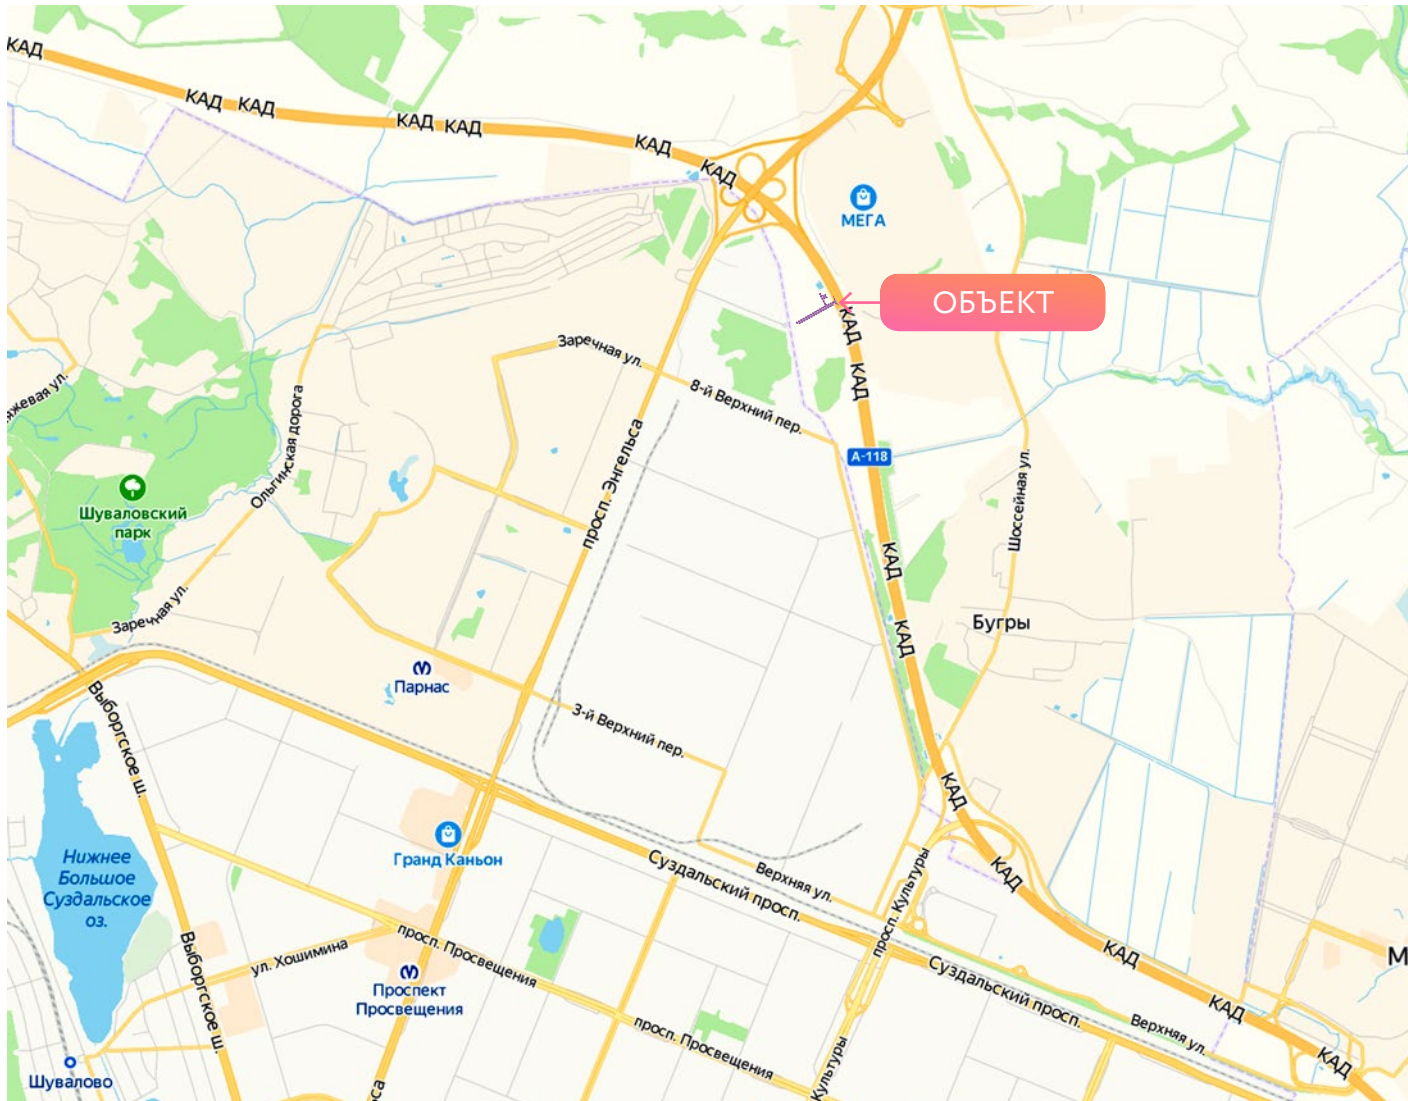 КАД
КАД
КАД
КАД
КАД
КАД
КАД
МЕГА
ОБЪЕКТ
КАД
КАД
Заречная ул.
8-й Верхний пер.
просп. Энгельса
Ольгинская дорога
А-118
Шоссейная ул.
Шуваловский
парк
КАД
КАД
Заречная ул.
Бугры
Парнас
Выборгское ш.
3-й Верхний пер.
КАД
Гранд Каньон
Нижнее
Большое
Суздальское
оз.
Суздальский просп.
Верхняя ул.
просп. Культуры
КАД
просп. Просвещения
ул. Хошимина
Выборгское ш.
Проспект
Просвещения
КАД
Суздальский просп.
КАД
просп. Просвещения
Верхняя ул.
КАД
Культуры
Шувалово